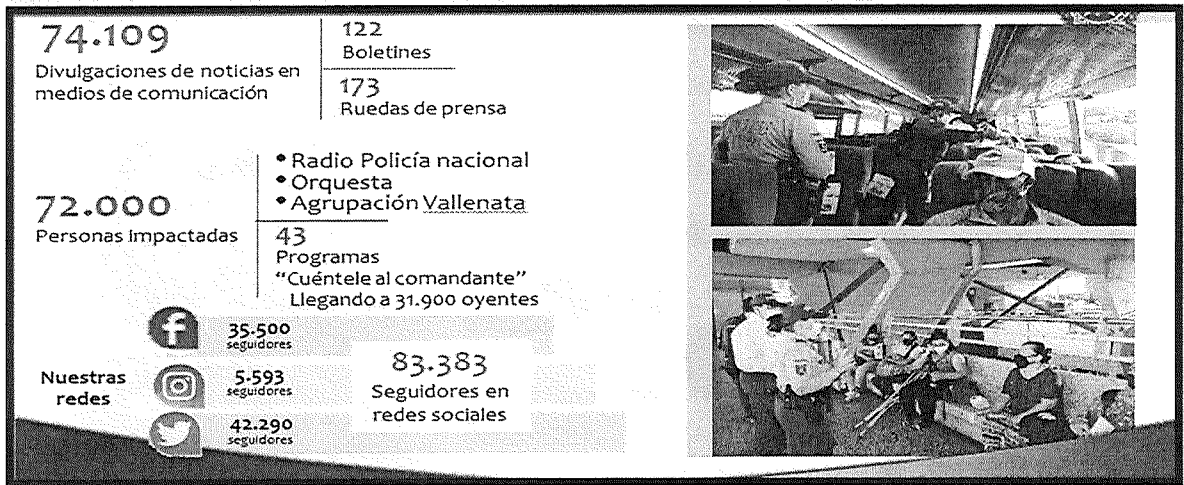 74.109
Divulgaciones de noticias en
medios de comunicación
122
Boletines
173
Ruedas de prensa
72.000
Personas Impactadas
• Radio Policía nacional
• Orquesta
• Agrupación Vallenata
43
Programas
“Cuéntele al comandante”
Llegando a 31.900 oyentes
Nuestras
redes
35.500
seguidores
5.593
seguidores
42.290
seguidores
83.383
Seguidores en
redes sociales